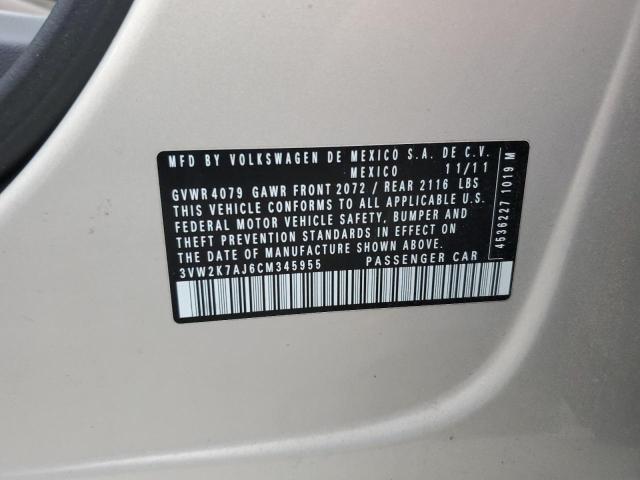 MFD BY VOLKSWAGEN DE MEXICO S.A. DE C.V.
MEXICO 11/11
GVWR 4079 GAWR FRONT 2072 / REAR 2116 LBS
THIS VEHICLE CONFORMS TO ALL APPLICABLE U.S.
FEDERAL MOTOR VEHICLE SAFETY, BUMPER AND
THEFT PREVENTION STANDARDS IN EFFECT ON
THE DATE OF MANUFACTURE SHOWN ABOVE.
3VW2K7AJ6CM345955 PASSENGER CAR
4536227 1019 M